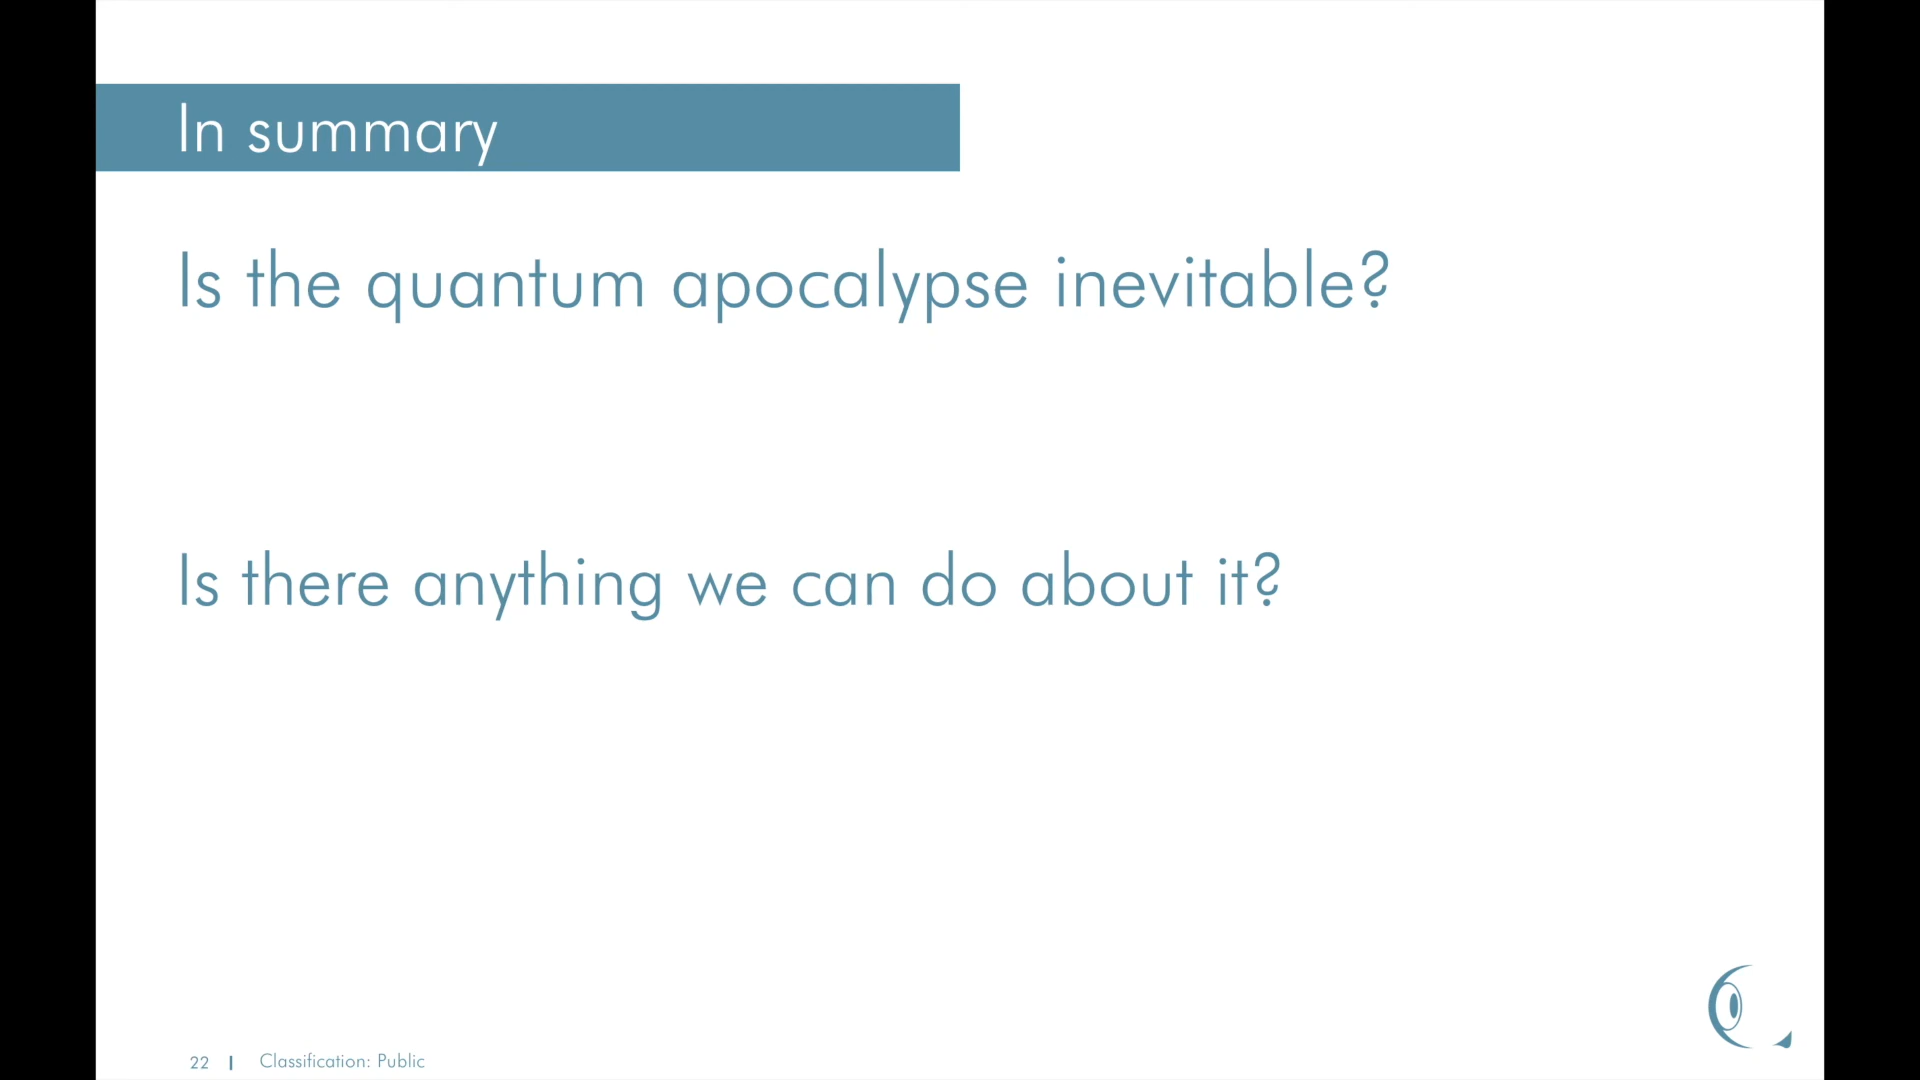 In summary
Is the quantum apocalypse inevitable?
Is there anything we can do about it?
22 | Classification: Public